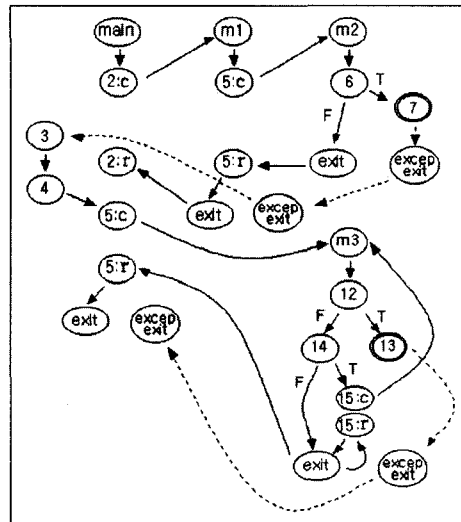 main
m1
m2
2:c
5:c
6
T
7
F
3
2:r
5:r
exit
excep
exit
4
exit
excep
exit
5:c
m3
5:r
12
exit
excep
exit
F
T
14
13
F
T
15:c
15:r
exit
excep
exit